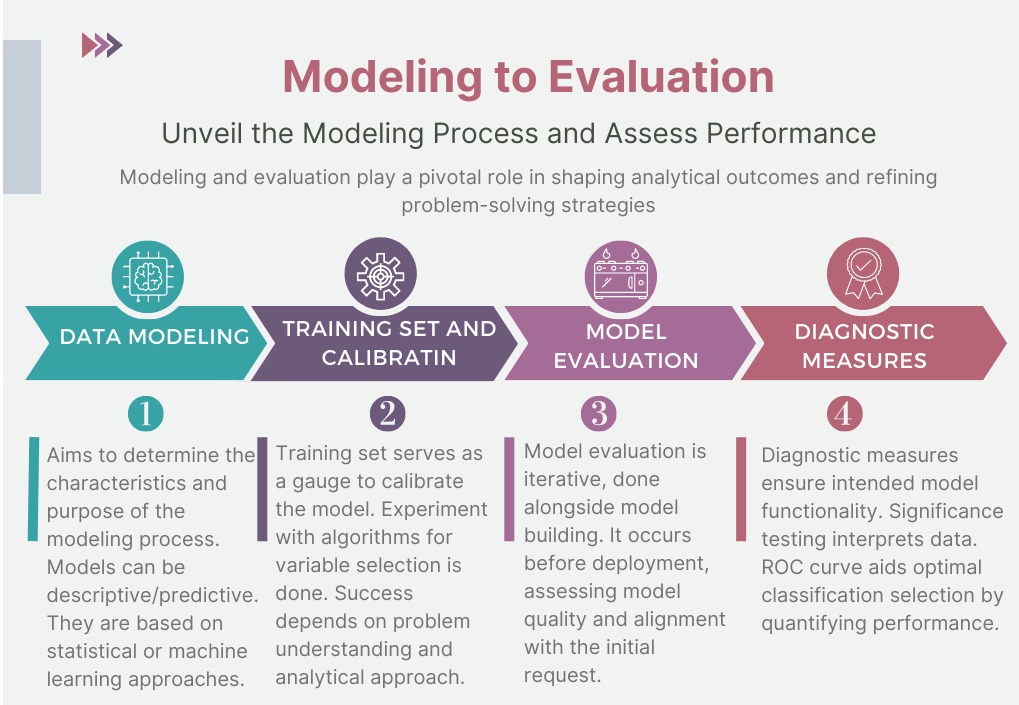 Modeling to Evaluation
Unveil the Modeling Process and Assess Performance
Modeling and evaluation play a pivotal role in shaping analytical outcomes and refining
problem-solving strategies
DATA MODELING
TRAINING SET AND
CALIBRATIN
MODEL
EVALUATION
DIAGNOSTIC
MEASURES
1
Aims to determine the
characteristics and
purpose of the
modeling process.
Models can be
descriptive/predictive.
They are based on
statistical or machine
learning approaches.
2
Training set serves as
a gauge to calibrate
the model. Experiment
with algorithms for
variable selection is
done. Success
depends on problem
understanding and
analytical approach.
3
Model evaluation is
iterative, done
alongside model
building. It occurs
before deployment,
assessing model
quality and alignment
with the initial
request.
4
Diagnostic measures
ensure intended model
functionality. Significance
testing interprets data.
ROC curve aids optimal
classification selection by
quantifying performance.